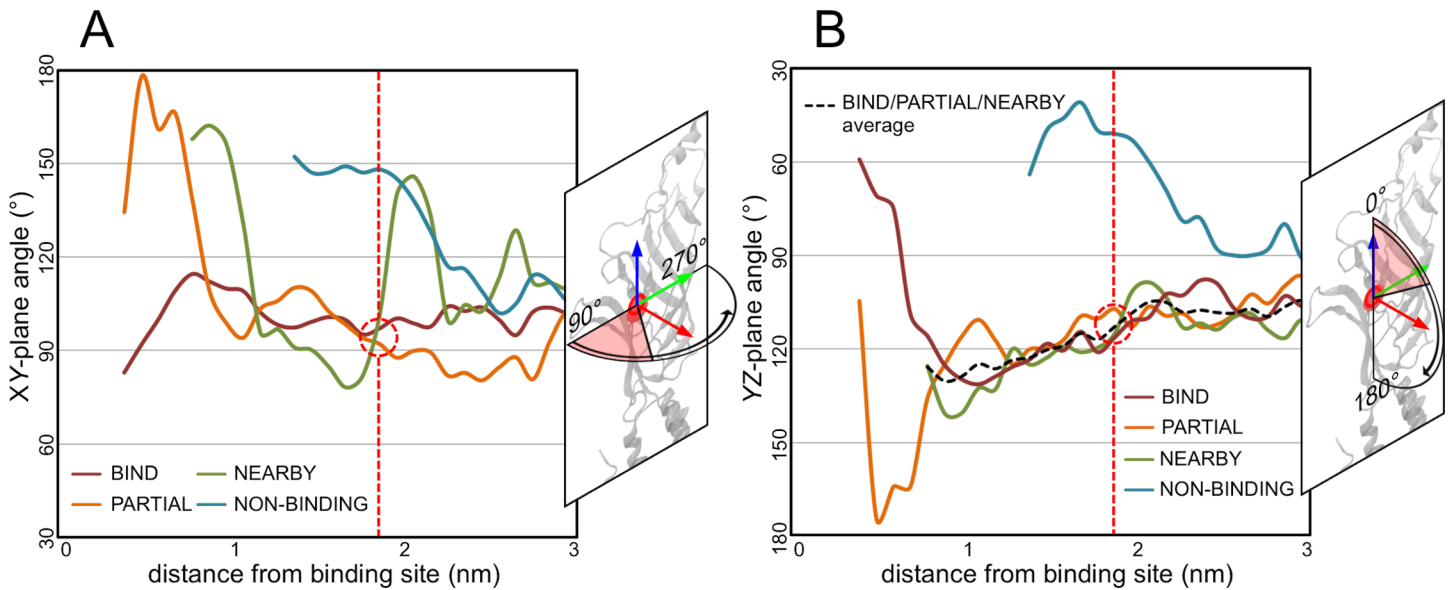 A
XY-plane angle (°)
180
150
120
90
60
30
BIND
NEARBY
PARTIAL
NON-BINDING
0
1
2
3
distance from binding site (nm)
90°
270°
B
YZ-plane angle (°)
30
60
90
120
150
180
BIND/PARTIAL/NEARBY
average
BIND
PARTIAL
NEARBY
NON-BINDING
0
1
2
3
distance from binding site (nm)
0°
180°